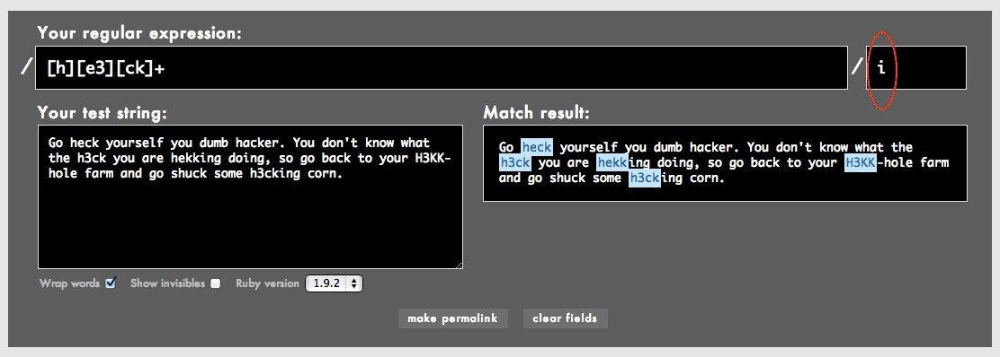 Your regular expression:
/ [h][e3][ck]+ / i
Your test string:
Go heck yourself you dumb hacker. You don't know what
the h3ck you are hekking doing, so go back to your H3KK-
hole farm and go shuck some h3cking corn.
Match result:
Go heck yourself you dumb hacker. You don't know what the
h3ck you are hekking doing, so go back to your H3KK-hole farm
and go shuck some h3cking corn.
Wrap words Show invisibles Ruby version 1.9.2
make permalink clear fields